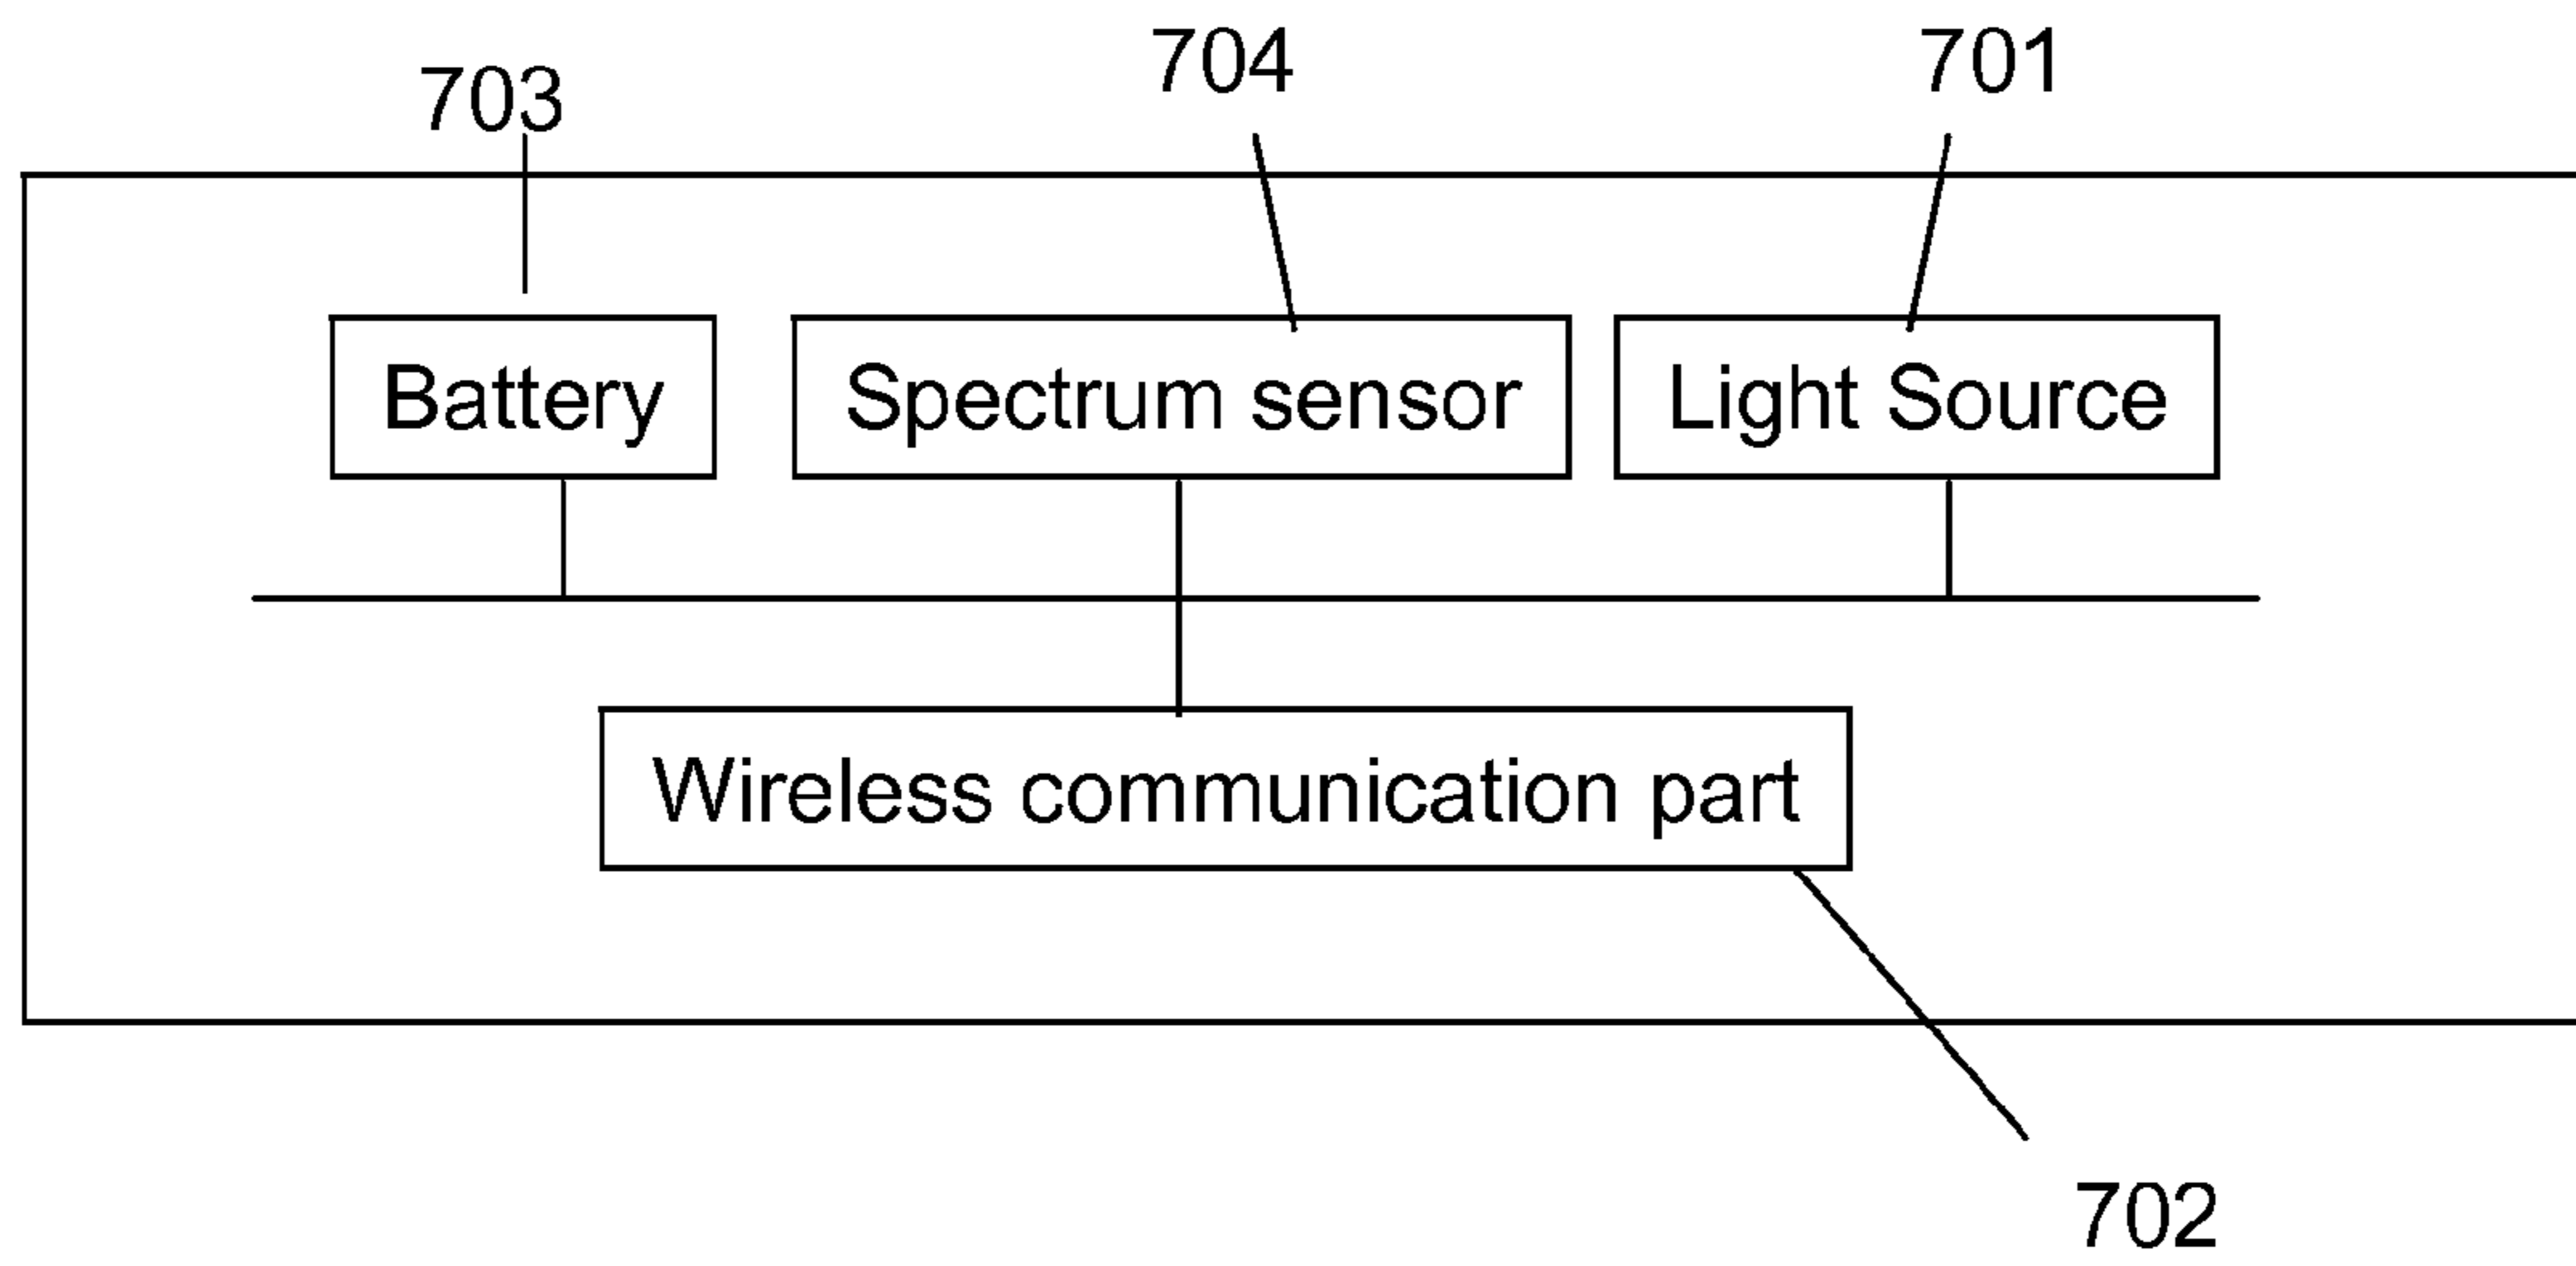 703
704
701
Battery
Spectrum sensor
Light Source
Wireless communication part
702